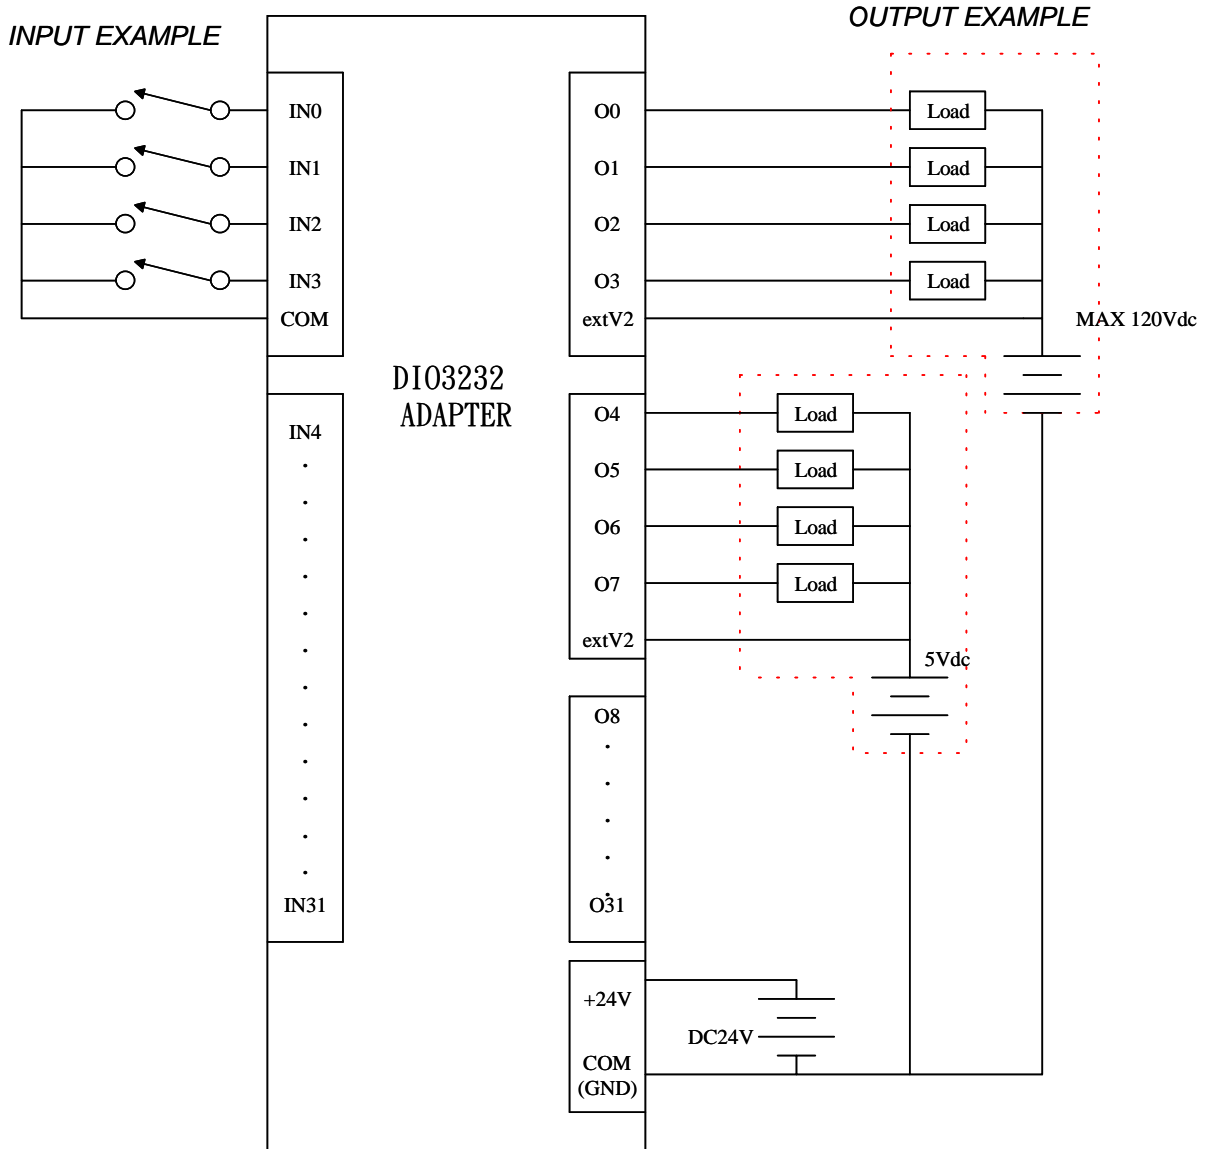 INPUT EXAMPLE
OUTPUT EXAMPLE
IN0
IN1
IN2
IN3
COM
O0
O1
O2
O3
extV2
Load
Load
Load
Load
MAX 120Vdc
DIO3232
ADAPTER
IN4
IN31
O4
O5
O6
O7
extV2
Load
Load
Load
Load
5Vdc
O8
O31
+24V
COM
(GND)
DC24V